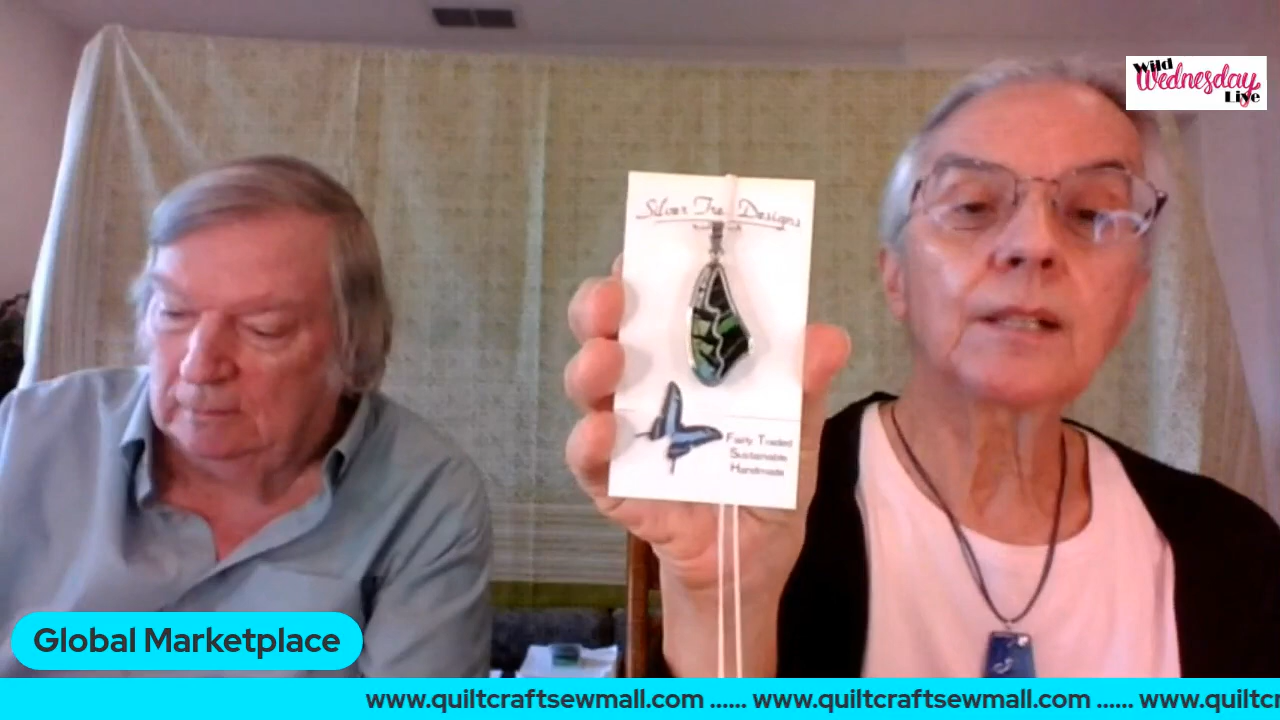 Wild
Wednesday
Live
Silver Tree Designs
Fairly Traded
Sustainable
Handmade
Global Marketplace
www.quiltcraftsewmall.com ...... www.quiltcraftsewmall.com ...... www.quiltc